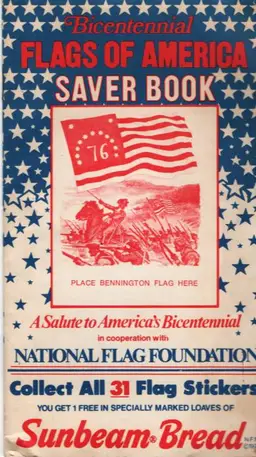 Bicentennial
FLAGS OF AMERICA
SAVER BOOK
76
PLACE BENNINGTON FLAG HERE
A Salute to America's Bicentennial
in cooperation with
NATIONAL FLAG FOUNDATION
Collect All 31 Flag Stickers
YOU GET 1 FREE IN SPECIALLY MARKED LOAVES OF
Sunbeam® Bread